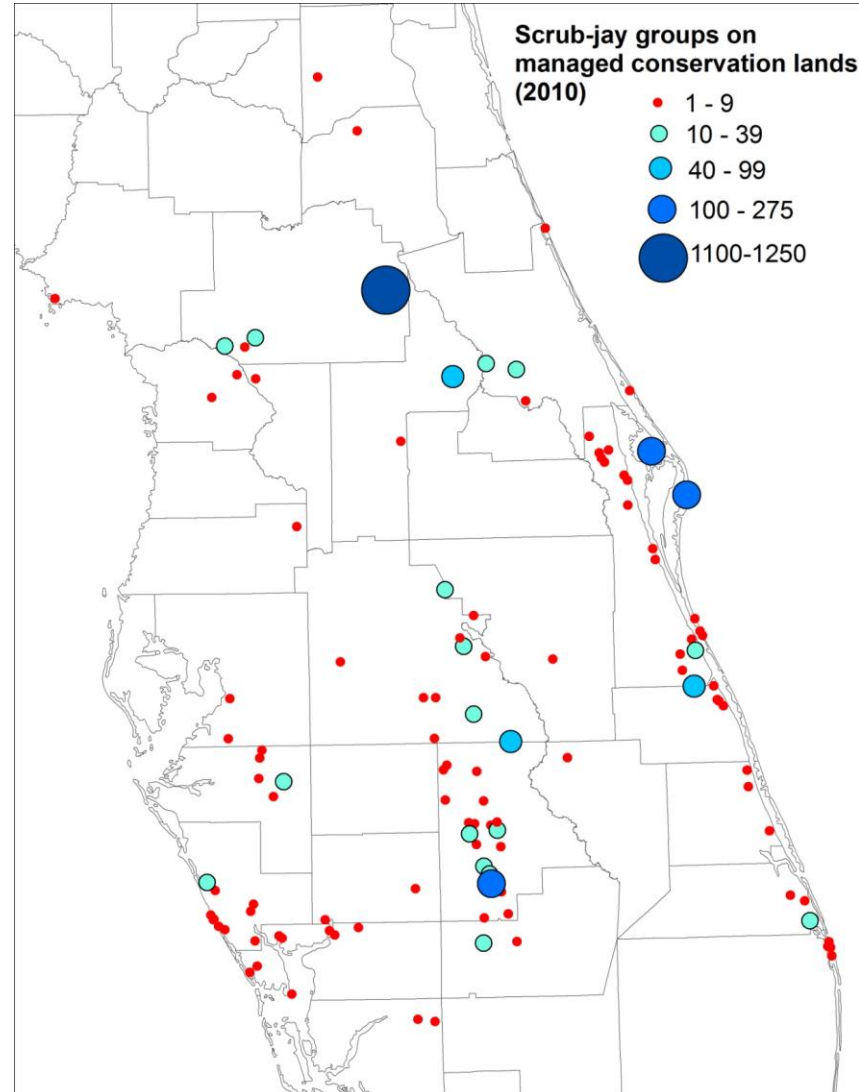 Scrub-jay groups on
managed conservation lands
(2010)
1 - 9
10 - 39
40 - 99
100 - 275
1100-1250